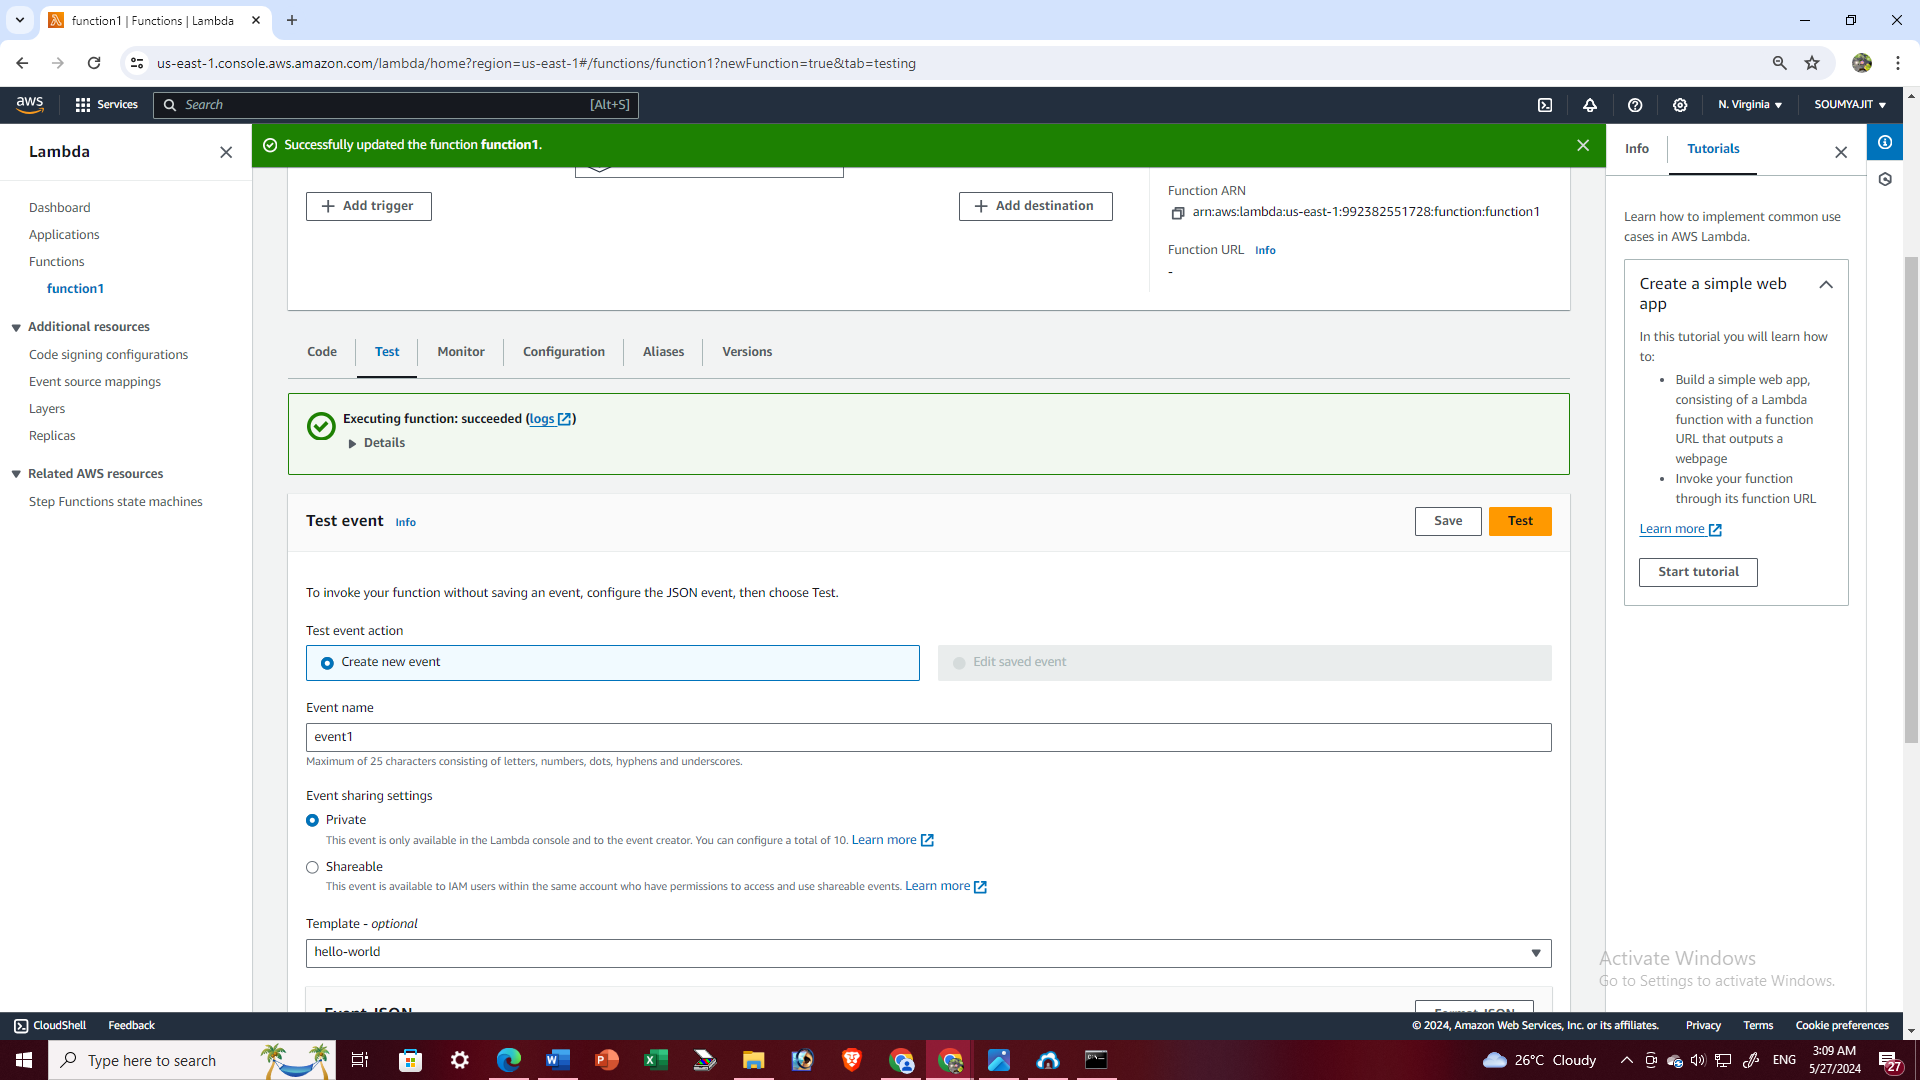 function1 | Functions | Lambda
us-east-1.console.aws.amazon.com/lambda/home?region=us-east-1#/functions/function1?newFunction=true&tab=testing
aws
Services
Search
[Alt+S]
N. Virginia
SOUMYAJIT
Lambda
Dashboard
Applications
Functions
function1
Additional resources
Code signing configurations
Event source mappings
Layers
Replicas
Related AWS resources
Step Functions state machines
Successfully updated the function function1.
Add trigger
Add destination
Function ARN
arn:aws:lambda:us-east-1:992382551728:function:function1
Function URL Info
-
Code
Test
Monitor
Configuration
Aliases
Versions
Executing function: succeeded (logs)
Details
Test event Info
Save
Test
To invoke your function without saving an event, configure the JSON event, then choose Test.
Test event action
Create new event
Edit saved event
Event name
event1
Maximum of 25 characters consisting of letters, numbers, dots, hyphens and underscores.
Event sharing settings
Private
This event is only available in the Lambda console and to the event creator. You can configure a total of 10. Learn more
Shareable
This event is available to IAM users within the same account who have permissions to access and use shareable events. Learn more
Template - optional
hello-world
Event JSON
Format JSON
Info
Tutorials
Learn how to implement common use
cases in AWS Lambda.
Create a simple web
app
In this tutorial you will learn how
to:
• Build a simple web app,
consisting of a Lambda
function with a function
URL that outputs a
webpage
• Invoke your function
through its function URL
Learn more
Start tutorial
Activate Windows
Go to Settings to activate Windows.
CloudShell
Feedback
© 2024, Amazon Web Services, Inc. or its affiliates.
Privacy
Terms
Cookie preferences
Type here to search
26°C Cloudy
ENG
3:09 AM
5/27/2024
27